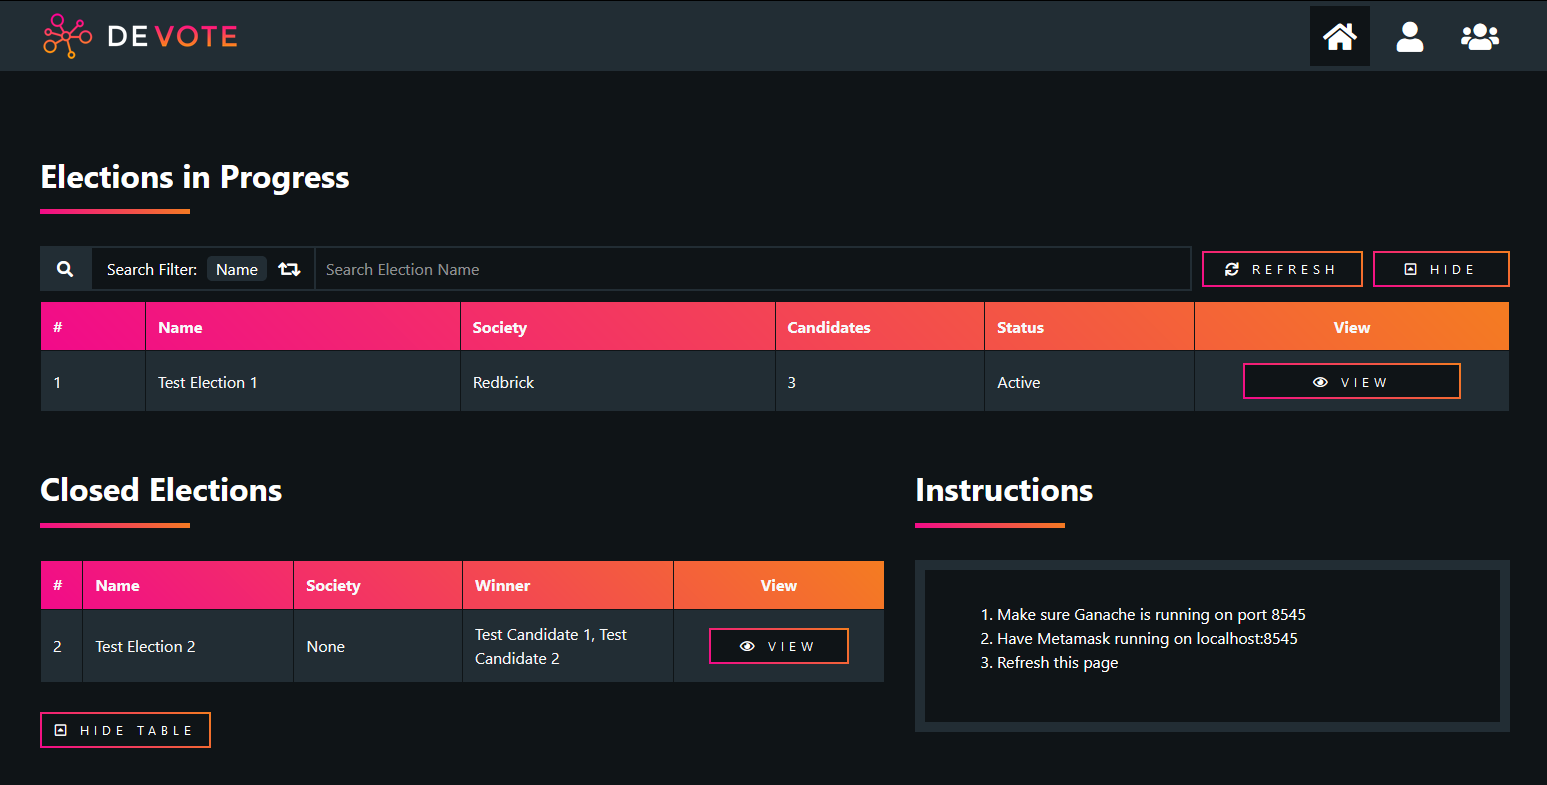 DEVOTE
Elections in Progress
Search Filter: Name Search Election Name REFRESH HIDE
# Name Society Candidates Status View
1 Test Election 1 Redbrick 3 Active VIEW
Closed Elections
# Name Society Winner View
2 Test Election 2 None Test Candidate 1, Test
Candidate 2 VIEW
HIDE TABLE
Instructions
1. Make sure Ganache is running on port 8545
2. Have Metamask running on localhost:8545
3. Refresh this page